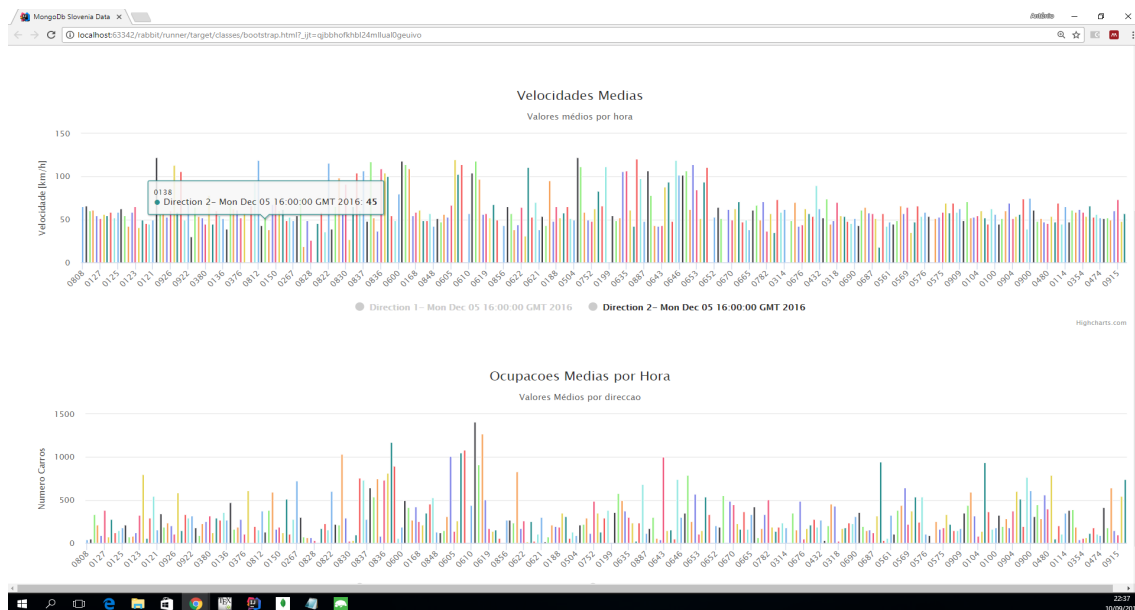 MongoDb Slovenia Data
António
localhost:63342/rabbit/runner/target/classes/bootstrap.html?_ijt=qjbbhofkhbl24mllual0geuivo
Velocidades Medias
Valores médios por hora
Velocidade [km/h]
150
100
50
0
0138
Direction 2- Mon Dec 05 16:00:00 GMT 2016: 45
0808 0127 0125 0123 0121 0926 0922 0380 0136 0376 0812 0150 0267 0828 0822 0830 0837 0836 0600 0168 0848 0605 0610 0619 0856 0622 0621 0188 0504 0752 0199 0635 0887 0643 0646 0653 0652 0670 0665 0782 0314 0676 0432 0318 0690 0687 0561 0569 0576 0575 0909 0104 0100 0900 0480 0114 0354 0474 0915
Direction 1- Mon Dec 05 16:00:00 GMT 2016 Direction 2- Mon Dec 05 16:00:00 GMT 2016
Highcharts.com
Ocupacoes Medias por Hora
Valores Médios por direccao
Numero Carros
1500
1000
500
0
0808 0127 0125 0123 0121 0926 0922 0380 0136 0376 0812 0150 0267 0828 0822 0830 0837 0836 0600 0168 0848 0605 0610 0619 0856 0622 0621 0188 0504 0752 0199 0635 0887 0643 0646 0653 0652 0670 0665 0782 0314 0676 0432 0318 0690 0687 0561 0569 0576 0575 0909 0104 0100 0900 0480 0114 0354 0474 0915
22:37